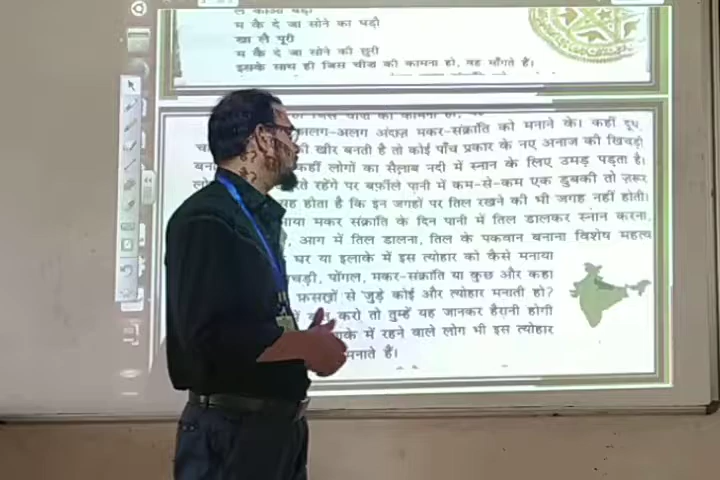 म कै दे जा सोने का घड़ौ
खा लै पूरी
म कै दे जा सोने की छुरी
इसके साथ ही जिस चीज़ की कामना हो, वह माँगते हैं।
अलग-अलग अंदाज़ मकर-संक्रांति को मनाने के। कहीं दूध
की खीर बनती है तो कोई पाँच प्रकार के नए अनाज की खिचड़ी
कहीं लोगों का सैलाब नदी में स्नान के लिए उमड़ पड़ता है।
रहेंगे पर बर्फ़ीले पानी में कम-से-कम एक डुबकी तो ज़रूर
यह होता है कि इन जगहों पर तिल रखने की भी जगह नहीं होती।
मकर संक्रांति के दिन पानी में तिल डालकर स्नान करना,
आग में तिल डालना, तिल के पकवान बनाना विशेष महत्व
घर या इलाके में इस त्योहार को कैसे मनाया
पोंगल, मकर-संक्रांति या कुछ और कहा
फ़सलों से जुड़े कोई और त्योहार मनाती हो?
करो तो तुम्हें यह जानकर हैरानी होगी
में रहने वाले लोग भी इस त्योहार
मनाते हैं।